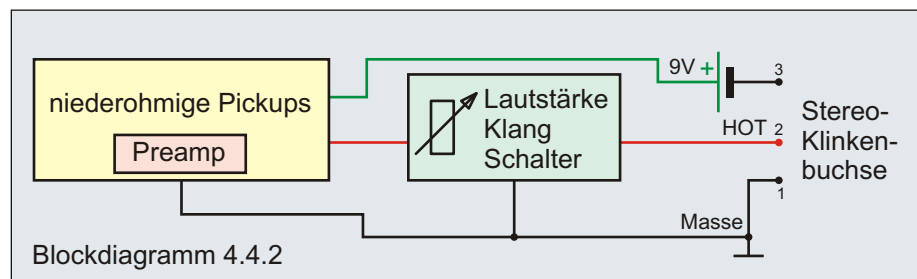 niederohmige Pickups
Preamp
Lautstärke
Klang
Schalter
9V +
3
HOT 2
1
Stereo-
Klinken-
buchse
Masse
Blockdiagramm 4.4.2